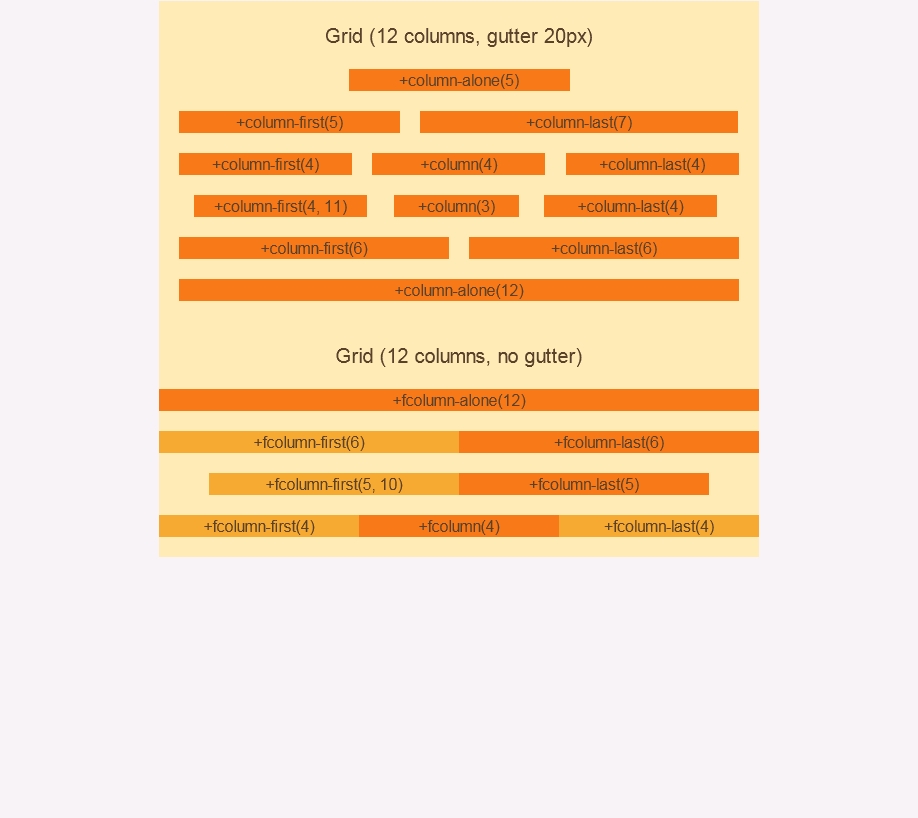 Grid (12 columns, gutter 20px)
+column-alone(5)
+column-first(5) +column-last(7)
+column-first(4) +column(4) +column-last(4)
+column-first(4, 11) +column(3) +column-last(4)
+column-first(6) +column-last(6)
+column-alone(12)
Grid (12 columns, no gutter)
+fcolumn-alone(12)
+fcolumn-first(6) +fcolumn-last(6)
+fcolumn-first(5, 10) +fcolumn-last(5)
+fcolumn-first(4) +fcolumn(4) +fcolumn-last(4)